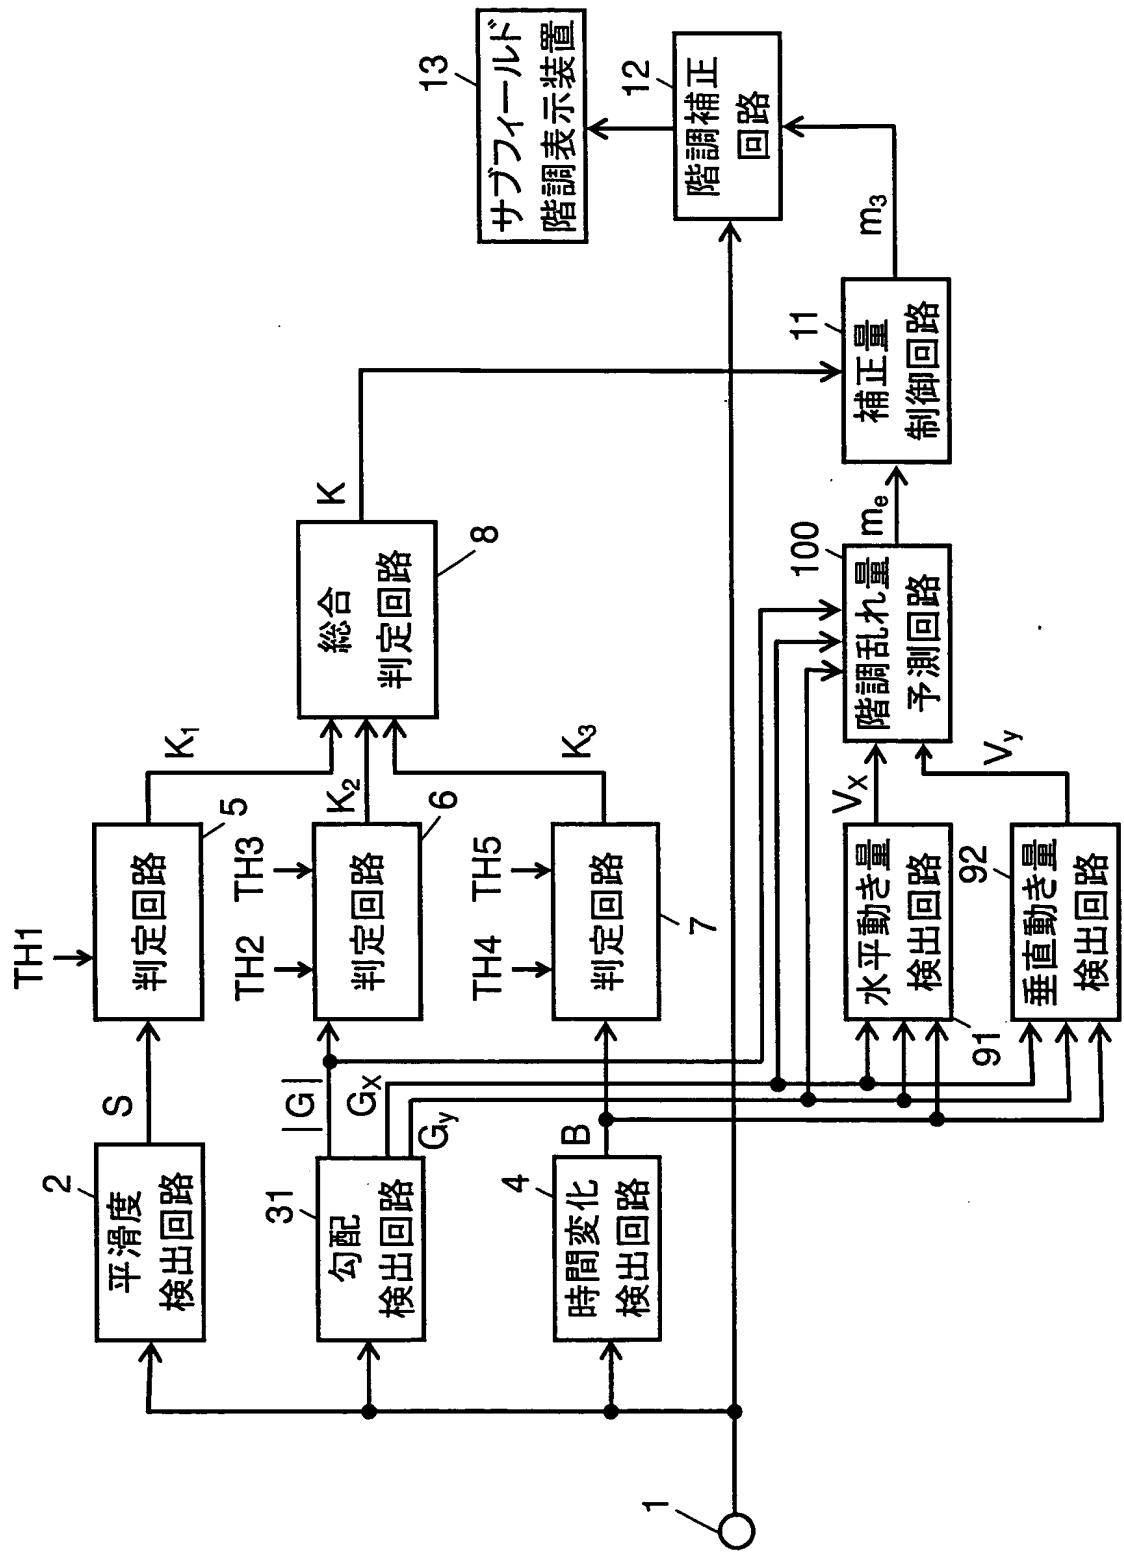 TH1
2
平滑度
検出回路
S
判定回路
5
K1
TH2
TH3
31
勾配
検出回路
|G|
Gx
Gy
判定回路
6
K2
総合
判定回路
8
K
TH4
TH5
4
時間変化
検出回路
B
判定回路
7
K3
13
サブフィールド
階調表示装置
12
階調補正
回路
1
水平動き量
検出回路
91
Vx
100
階調乱れ量
予測回路
me
11
補正量
制御回路
m3
92
垂直動き量
検出回路
Vy